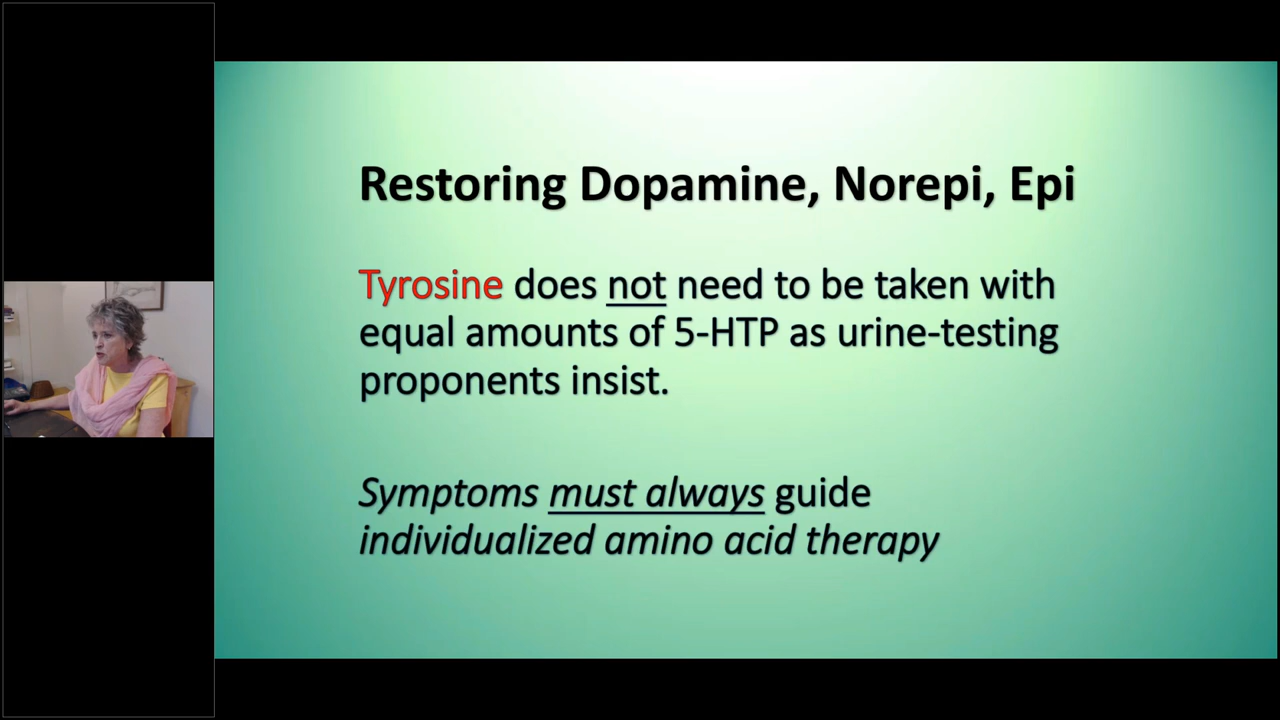 Restoring Dopamine, Norepi, Epi
Tyrosine does not need to be taken with
equal amounts of 5-HTP as urine-testing
proponents insist.
Symptoms must always guide
individualized amino acid therapy